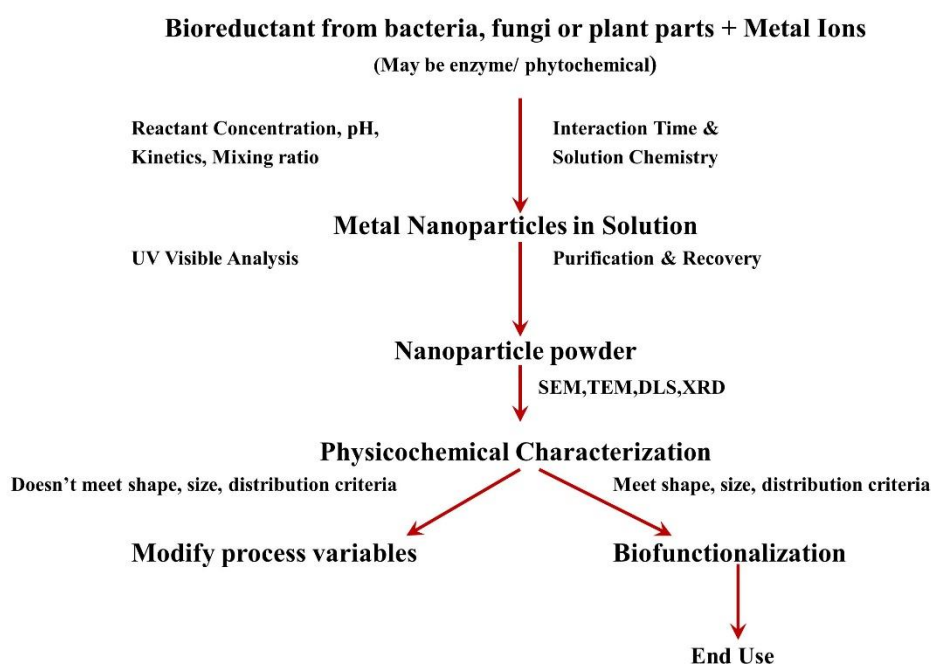 Bioreductant from bacteria, fungi or plant parts + Metal Ions
(May be enzyme/ phytochemical)
Reactant Concentration, pH,
Kinetics, Mixing ratio
Interaction Time &
Solution Chemistry
Metal Nanoparticles in Solution
UV Visible Analysis
Purification & Recovery
Nanoparticle powder
SEM,TEM,DLS,XRD
Physicochemical Characterization
Doesn’t meet shape, size, distribution criteria
Meet shape, size, distribution criteria
Modify process variables
Biofunctionalization
End Use